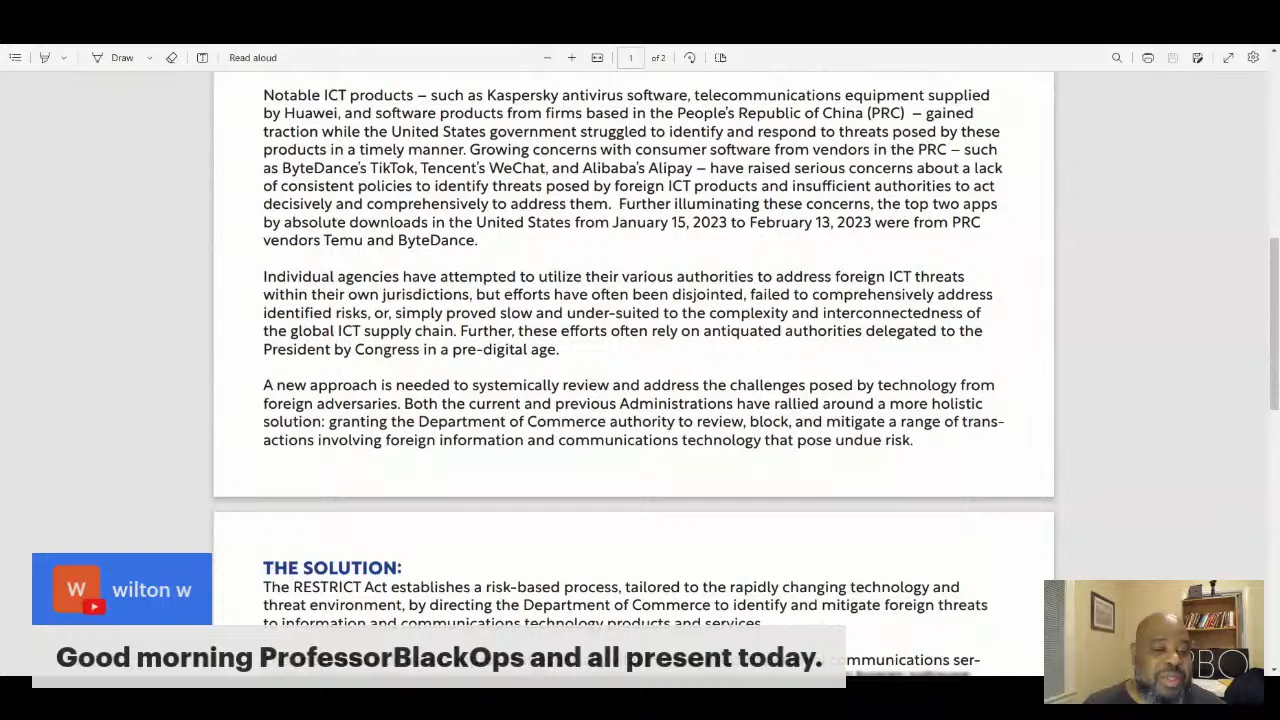 Draw
Read aloud
1
of 2
Notable ICT products – such as Kaspersky antivirus software, telecommunications equipment supplied
by Huawei, and software products from firms based in the People's Republic of China (PRC) – gained
traction while the United States government struggled to identify and respond to threats posed by these
products in a timely manner. Growing concerns with consumer software from vendors in the PRC – such
as ByteDance's TikTok, Tencent's WeChat, and Alibaba's Alipay – have raised serious concerns about a lack
of consistent policies to identify threats posed by foreign ICT products and insufficient authorities to act
decisively and comprehensively to address them. Further illuminating these concerns, the top two apps
by absolute downloads in the United States from January 15, 2023 to February 13, 2023 were from PRC
vendors Temu and ByteDance.
Individual agencies have attempted to utilize their various authorities to address foreign ICT threats
within their own jurisdictions, but efforts have often been disjointed, failed to comprehensively address
identified risks, or, simply proved slow and under-suited to the complexity and interconnectedness of
the global ICT supply chain. Further, these efforts often rely on antiquated authorities delegated to the
President by Congress in a pre-digital age.
A new approach is needed to systemically review and address the challenges posed by technology from
foreign adversaries. Both the current and previous Administrations have rallied around a more holistic
solution: granting the Department of Commerce authority to review, block, and mitigate a range of trans-
actions involving foreign information and communications technology that pose undue risk.
THE SOLUTION:
The RESTRICT Act establishes a risk-based process, tailored to the rapidly changing technology and
threat environment, by directing the Department of Commerce to identify and mitigate foreign threats
to information and communications technology products and services.
communications ser-
W
wilton w
Good morning ProfessorBlackOps and all present today.
BO